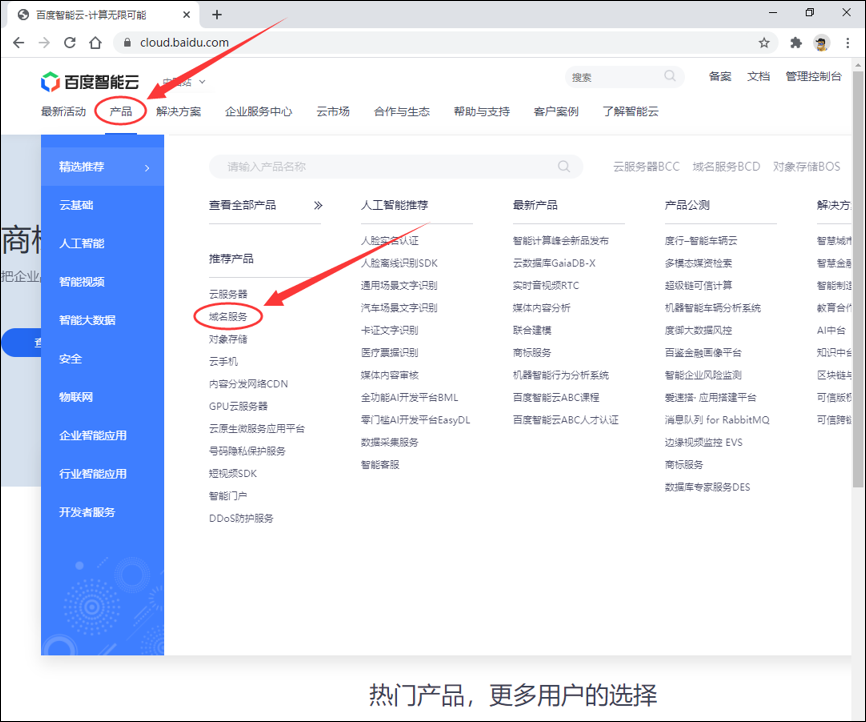 百度智能云-计算无限可能
cloud.baidu.com
百度智能云
搜索
备案 文档 管理控制台
最新活动 产品 解决方案 企业服务中心 云市场 合作与生态 帮助与支持 客户案例 了解智能云
精选推荐
云基础
人工智能
智能视频
智能大数据
安全
物联网
企业智能应用
行业智能应用
开发者服务
请输入产品名称
云服务器BCC 域名服务BCD 对象存储BOS
查看全部产品
推荐产品
云服务器
域名服务
对象存储
云手机
内容分发网络CDN
GPU云服务器
云原生微服务应用平台
号码隐私保护服务
短视频SDK
智能门户
DDoS防护服务
人工智能推荐
人脸实名认证
人脸离线识别SDK
通用场景文字识别
汽车场景文字识别
卡证文字识别
医疗票据识别
媒体内容审核
全功能AI开发平台BML
零门槛AI开发平台EasyDL
数据采集服务
智能客服
最新产品
智能计算峰会新品发布
云数据库GaiaDB-X
实时音视频RTC
媒体内容分析
联合建模
商标服务
机器智能行为分析系统
百度智能云ABC课程
百度智能云ABC人才认证
产品公测
度行-智能车辆云
多模态媒资检索
超级链可信计算
机器智能车辆分析系统
度御大数据风控
百鉴金融画像平台
智能企业风险监测
爱速搭- 应用搭建平台
消息队列 for RabbitMQ
边缘视频监控 EVS
商标服务
数据库专家服务DES
解决方
智慧城市
智慧金融
智能制造
教育合作
AI中台
知识中台
区块链与
可信版权
可信跨链
商标
把企业
查
热门产品，更多用户的选择